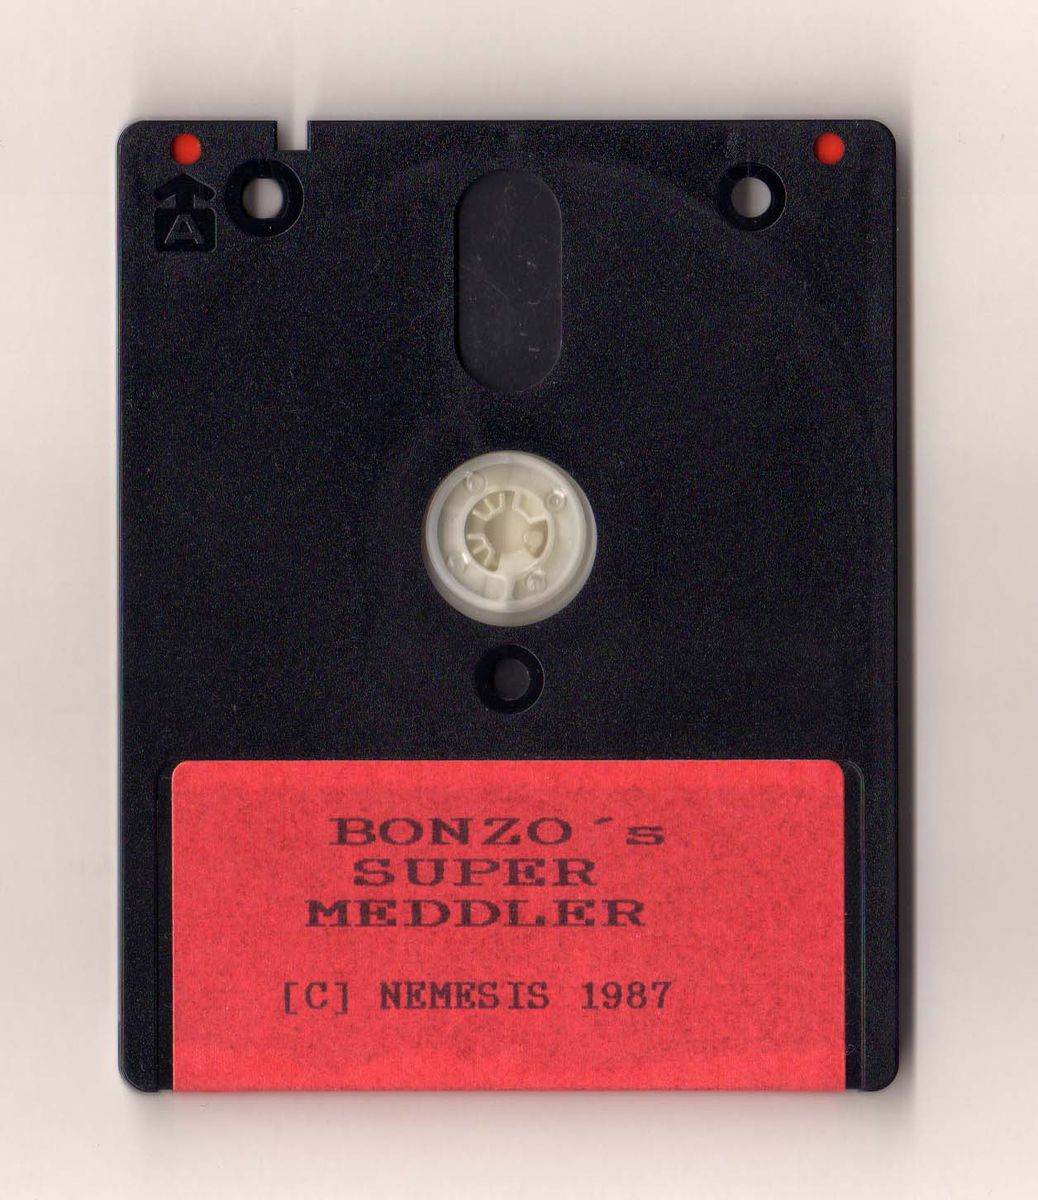 A
BONZO´s
SUPER
MEDDLER
[C] NEMESIS 1987